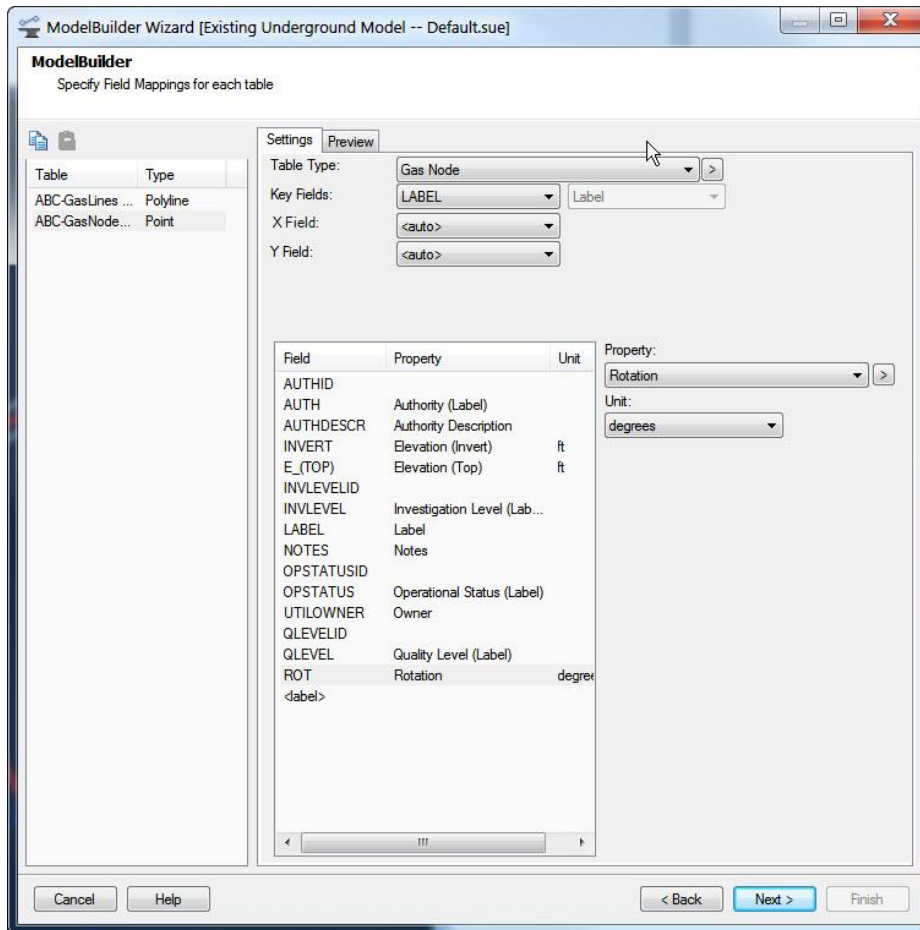 ModelBuilder Wizard [Existing Underground Model -- Default.sue]
ModelBuilder
Specify Field Mappings for each table
Table Type
ABC-GasLines ... Polyline
ABC-GasNode... Point
Settings Preview
Table Type: Gas Node >
Key Fields: LABEL Label
X Field: <auto>
Y Field: <auto>
Field Property Unit
AUTHID
AUTH Authority (Label)
AUTHDESCR Authority Description
INVERT Elevation (Invert) ft
E_(TOP) Elevation (Top) ft
INVLEVELID
INVLEVEL Investigation Level (Lab...
LABEL Label
NOTES Notes
OPSTATUSID
OPSTATUS Operational Status (Label)
UTILOWNER Owner
QLEVELID
QLEVEL Quality Level (Label)
ROT Rotation degree
<label>
Property:
Rotation >
Unit:
degrees
Cancel Help < Back Next > Finish